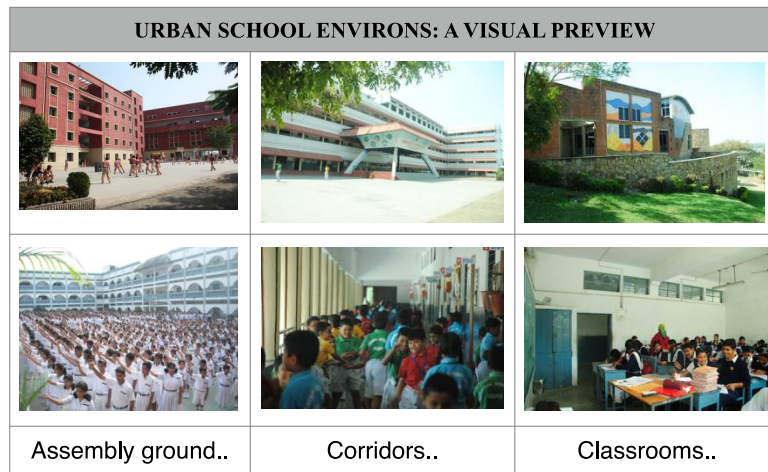 URBAN SCHOOL ENVIRONS: A VISUAL PREVIEW
Assembly ground..
Corridors..
Classrooms..